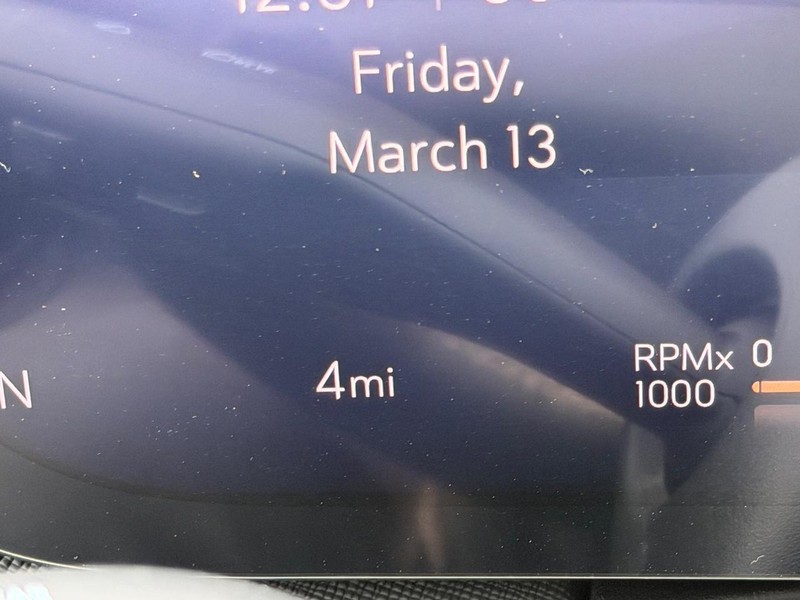 Friday,
March 13
N
4mi
RPMx 0
1000